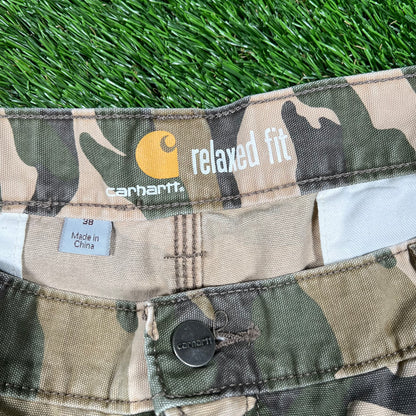 carhartt
relaxed fit
38
Made in
China
carhartt